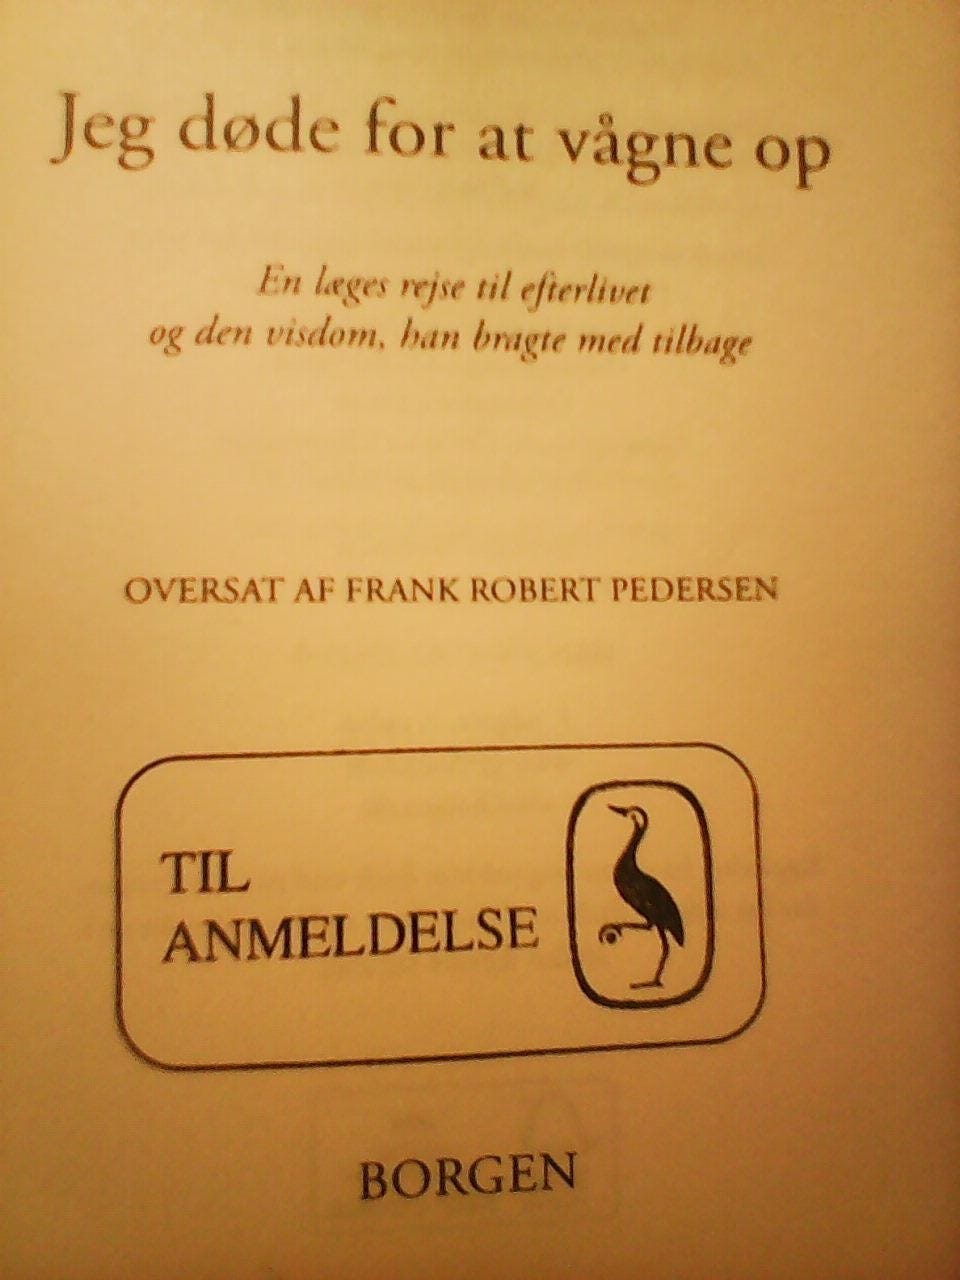 Jeg døde for at vågne op
En læges rejse til efterlivet
og den visdom, han bragte med tilbage
OVERSAT AF FRANK ROBERT PEDERSEN
TIL
ANMELDELSE
BORGEN